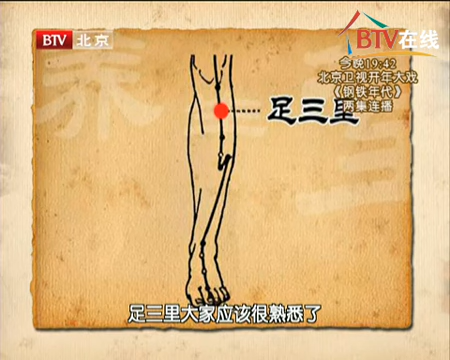 BTV 北京
BTV在线
今晚19:42
北京卫视开年大戏
《钢铁年代》
两集连播
养
三
足三里
足三里大家应该很熟悉了